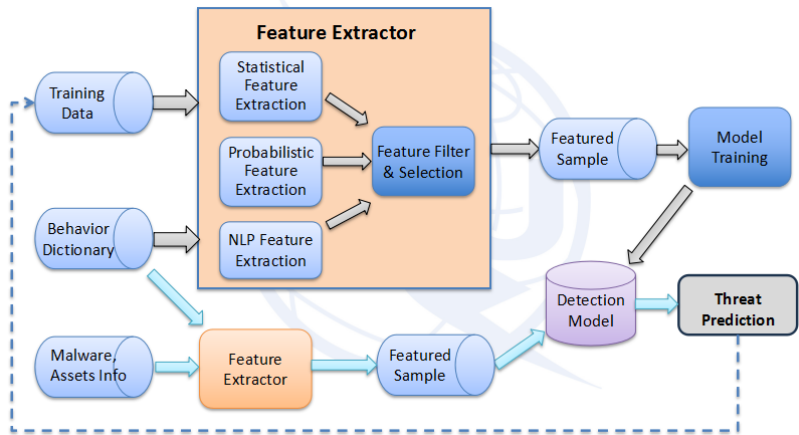 Feature Extractor
Training
Data
Statistical
Feature
Extraction
Probabilistic
Feature
Extraction
NLP Feature
Extraction
Feature Filter
& Selection
Featured
Sample
Model
Training
Behavior
Dictionary
Detection
Model
Threat
Prediction
Malware,
Assets Info
Feature
Extractor
Featured
Sample